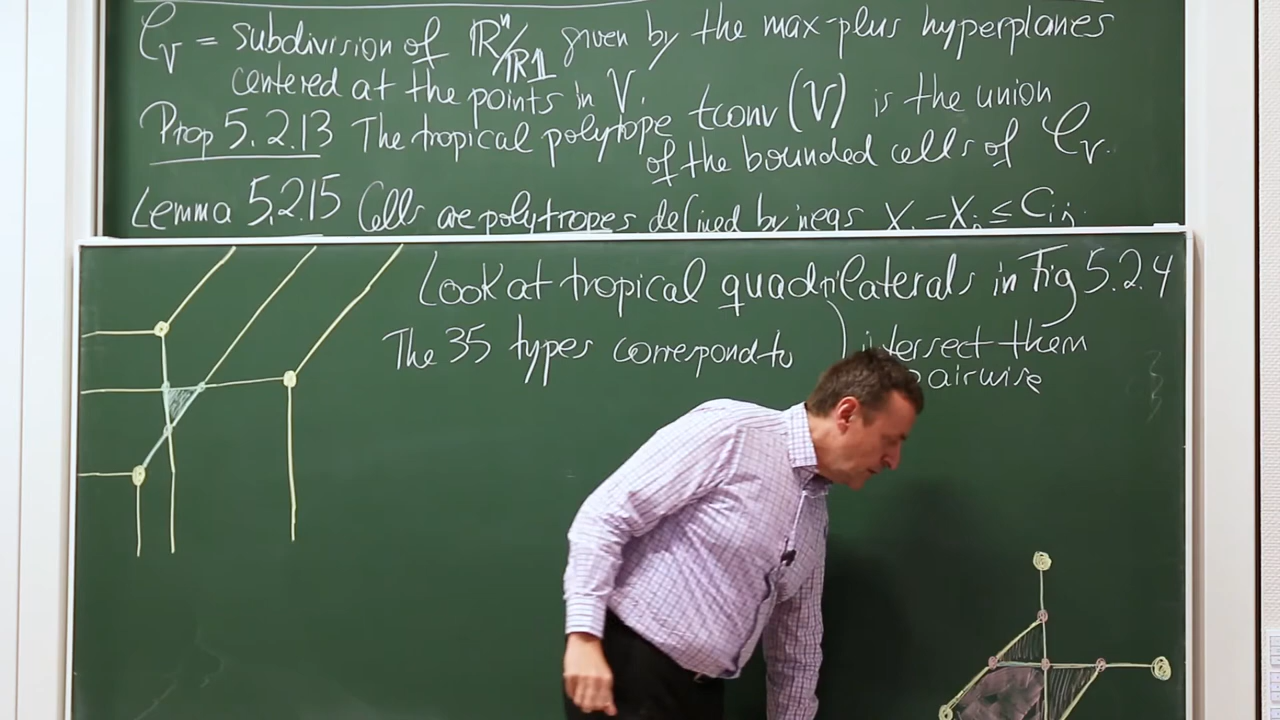 𝒞_V = subdivision of ℝⁿ/ℝ𝟙 given by the max-plus hyperplanes
centered at the points in V.
Prop 5.2.13 The tropical polytope tconv(V) is the union
of the bounded cells of 𝒞_V.
Lemma 5.2.15 Cells are polytropes defined by ineqs X_i - X_j ≤ C_ij.
Look at tropical quadrilaterals in Fig 5.2.4
The 35 types correspond to ) intersect them
pairwise